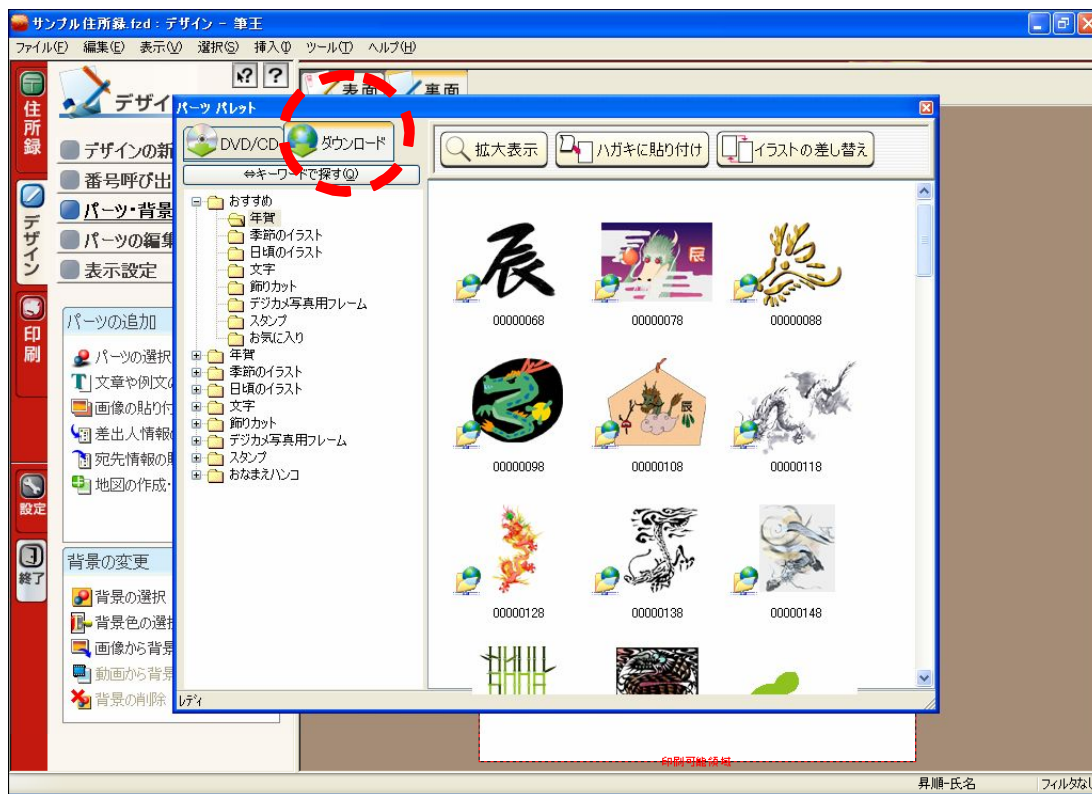 サンプル住所録.fzd : デザイン - 筆王
ファイル(F) 編集(E) 表示(V) 選択(S) 挿入(I) ツール(T) ヘルプ(H)
住所録
デザイン
印刷
設定
終了
デザイ
デザインの新
番号呼び出
パーツ・背景
パーツの編集
表示設定
パーツの追加
パーツの選択
文章や例文の
画像の貼り付
差出人情報の
宛先情報の貼
地図の作成・
背景の変更
背景の選択
背景色の選択
画像から背景
動画から背景
背景の削除
表面
裏面
パーツ パレット
DVD/CD
ダウンロード
⇔キーワードで探す(Q)
拡大表示
ハガキに貼り付け
イラストの差し替え
おすすめ
年賀
季節のイラスト
日頃のイラスト
文字
飾りカット
デジカメ写真用フレーム
スタンプ
お気に入り
年賀
季節のイラスト
日頃のイラスト
文字
飾りカット
デジカメ写真用フレーム
スタンプ
おなまえハンコ
辰
辰
00000068
00000078
00000088
辰
00000098
00000108
00000118
00000128
00000138
00000148
レディ
印刷可能領域
昇順-氏名
フィルタなし